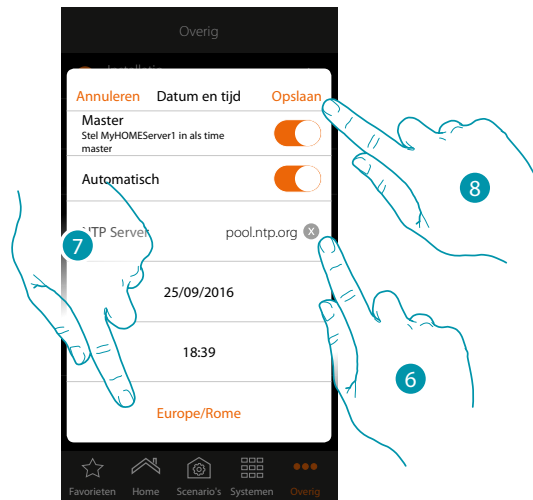 Overig
Annuleren Datum en tijd Opslaan
Master
Stel MyHOMEServer1 in als time
master
Automatisch
8
NTP Server pool.ntp.org x
7
25/09/2016
18:39
6
Europe/Rome
Favorieten Home Scenario's Systemen Overig